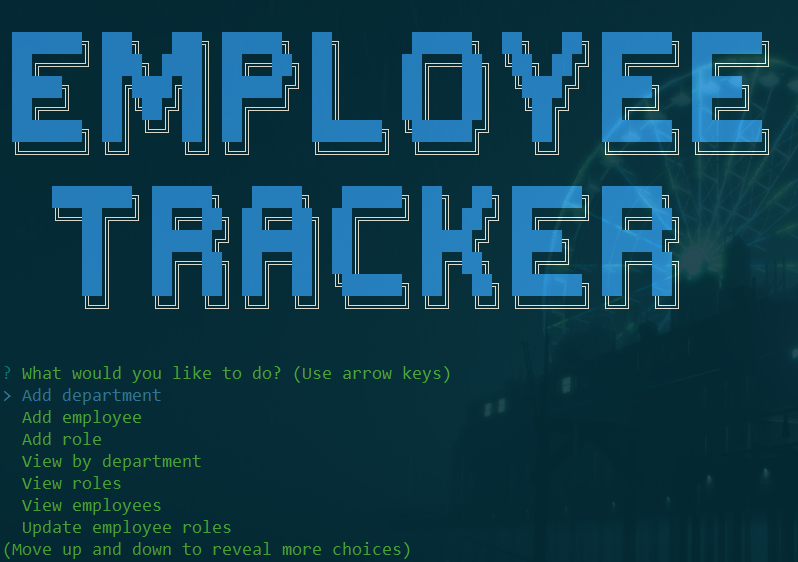 EMPLOYEE
TRACKER
? What would you like to do? (Use arrow keys)
> Add department
Add employee
Add role
View by department
View roles
View employees
Update employee roles
(Move up and down to reveal more choices)